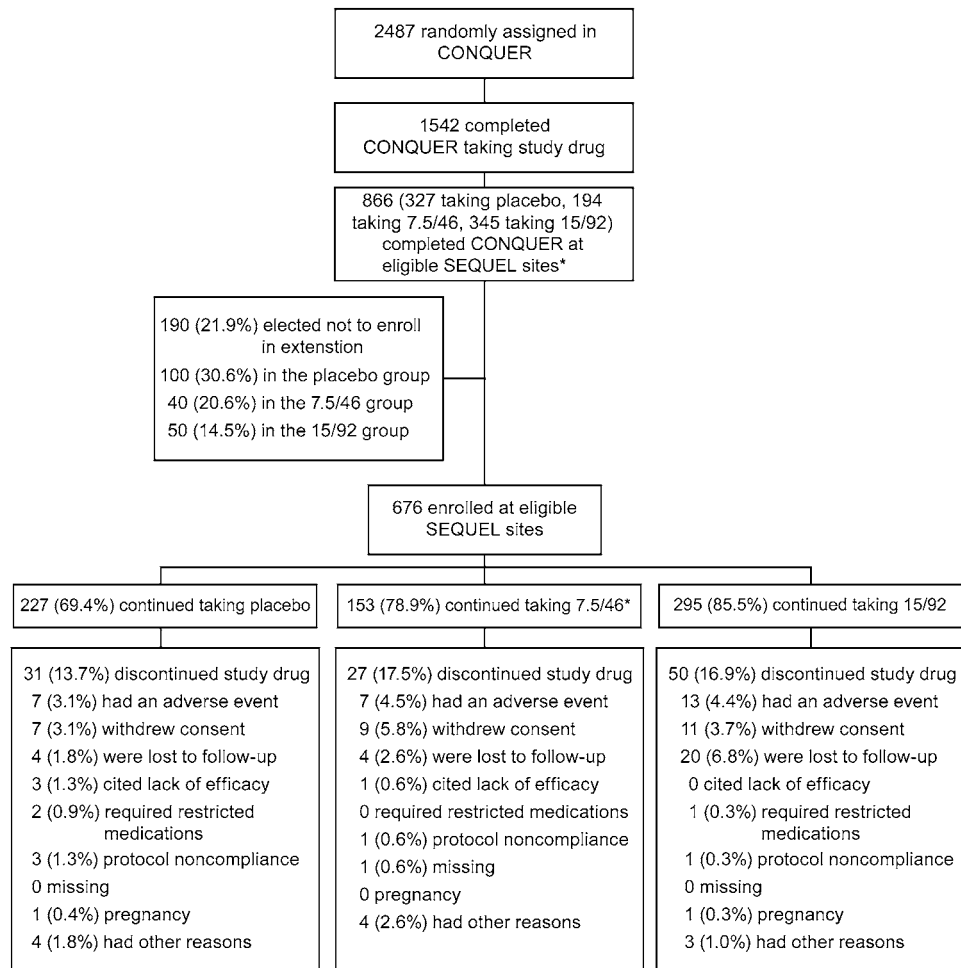 2487 randomly assigned in
CONQUER
1542 completed
CONQUER taking study drug
866 (327 taking placebo, 194
taking 7.5/46, 345 taking 15/92)
completed CONQUER at
eligible SEQUEL sites*
190 (21.9%) elected not to enroll
in extenstion
100 (30.6%) in the placebo group
40 (20.6%) in the 7.5/46 group
50 (14.5%) in the 15/92 group
676 enrolled at eligible
SEQUEL sites
227 (69.4%) continued taking placebo
31 (13.7%) discontinued study drug
7 (3.1%) had an adverse event
7 (3.1%) withdrew consent
4 (1.8%) were lost to follow-up
3 (1.3%) cited lack of efficacy
2 (0.9%) required restricted
medications
3 (1.3%) protocol noncompliance
0 missing
1 (0.4%) pregnancy
4 (1.8%) had other reasons
153 (78.9%) continued taking 7.5/46*
27 (17.5%) discontinued study drug
7 (4.5%) had an adverse event
9 (5.8%) withdrew consent
4 (2.6%) were lost to follow-up
1 (0.6%) cited lack of efficacy
0 required restricted medications
1 (0.6%) protocol noncompliance
1 (0.6%) missing
0 pregnancy
4 (2.6%) had other reasons
295 (85.5%) continued taking 15/92
50 (16.9%) discontinued study drug
13 (4.4%) had an adverse event
11 (3.7%) withdrew consent
20 (6.8%) were lost to follow-up
0 cited lack of efficacy
1 (0.3%) required restricted
medications
1 (0.3%) protocol noncompliance
0 missing
1 (0.3%) pregnancy
3 (1.0%) had other reasons